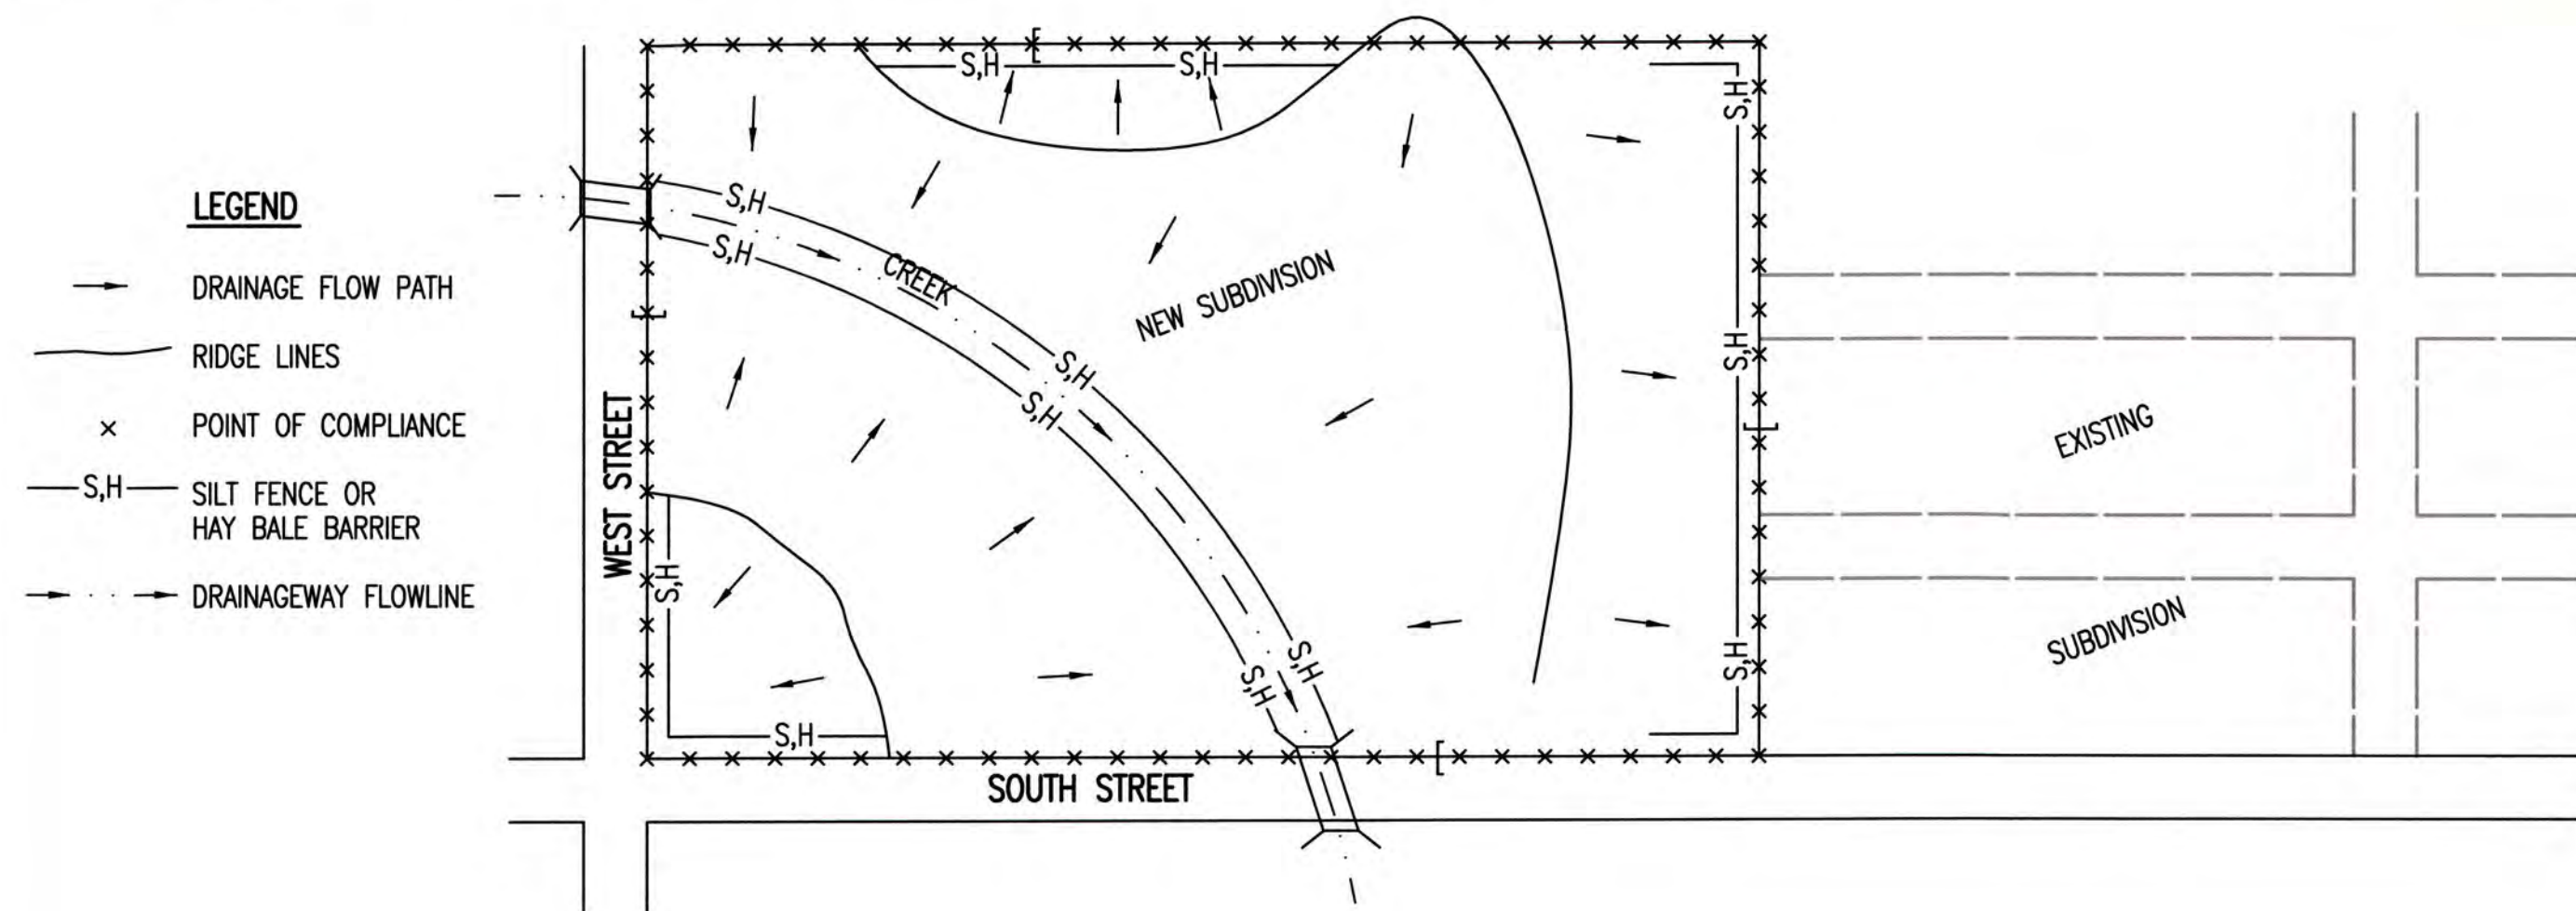 LEGEND
DRAINAGE FLOW PATH
RIDGE LINES
× POINT OF COMPLIANCE
S,H SILT FENCE OR
HAY BALE BARRIER
DRAINAGEWAY FLOWLINE
S,H
S,H
S,H
S,H
S,H
S,H
S,H
S,H
S,H
S,H
S,H
S,H
S,H
S,H
CREEK
NEW SUBDIVISION
WEST STREET
SOUTH STREET
EXISTING
SUBDIVISION